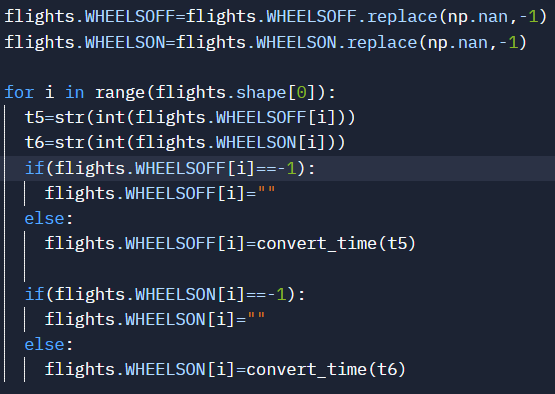 flights.WHEELSOFF=flights.WHEELSOFF.replace(np.nan,-1)
flights.WHEELSON=flights.WHEELSON.replace(np.nan,-1)

for i in range(flights.shape[0]):
  t5=str(int(flights.WHEELSOFF[i]))
  t6=str(int(flights.WHEELSON[i]))
  if(flights.WHEELSOFF[i]==-1):
    flights.WHEELSOFF[i]=""
  else:
    flights.WHEELSOFF[i]=convert_time(t5)

  if(flights.WHEELSON[i]==-1):
    flights.WHEELSON[i]=""
  else:
    flights.WHEELSON[i]=convert_time(t6)